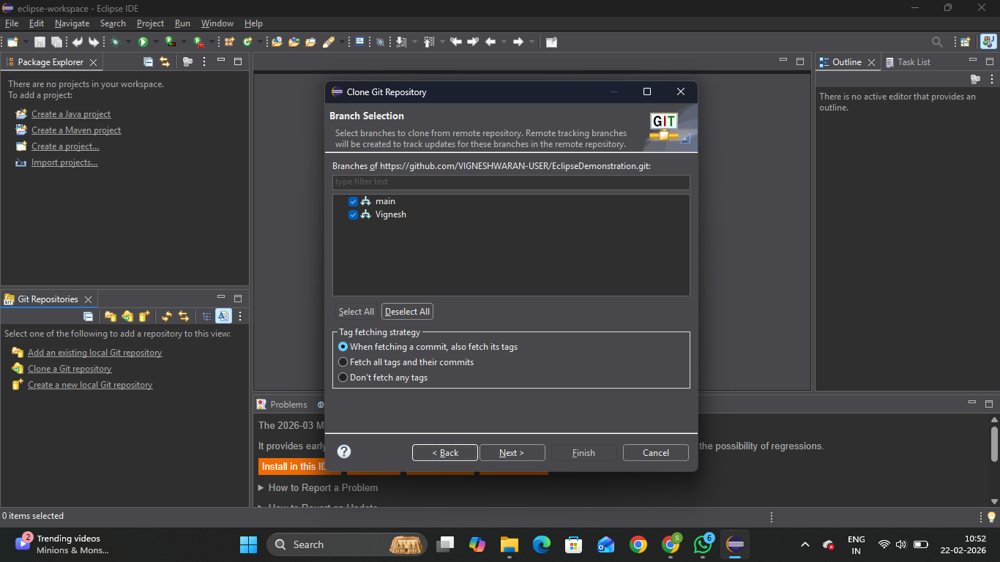 eclipse-workspace - Eclipse IDE
File Edit Navigate Search Project Run Window Help
Package Explorer
There are no projects in your workspace.
To add a project:
Create a Java project
Create a Maven project
Create a project...
Import projects...
Git Repositories
Select one of the following to add a repository to this view:
Add an existing local Git repository
Clone a Git repository
Create a new local Git repository
Clone Git Repository
Branch Selection
Select branches to clone from remote repository. Remote tracking branches
will be created to track updates for these branches in the remote repository.
GIT
Branches of https://github.com/VIGNESHWARAN-USER/EclipseDemonstration.git:
type filter text
main
Vignesh
Select All Deselect All
Tag fetching strategy
When fetching a commit, also fetch its tags
Fetch all tags and their commits
Don't fetch any tags
< Back Next > Finish Cancel
Outline Task List
There is no active editor that provides an
outline.
Problems @
The 2026-03 M
It provides early the possibility of regressions.
Install in this ID
How to Report a Problem
How to Revert an Update
0 items selected
2
Trending videos
Minions & Mons...
Search
S
6
ENG
IN
10:52
22-02-2026